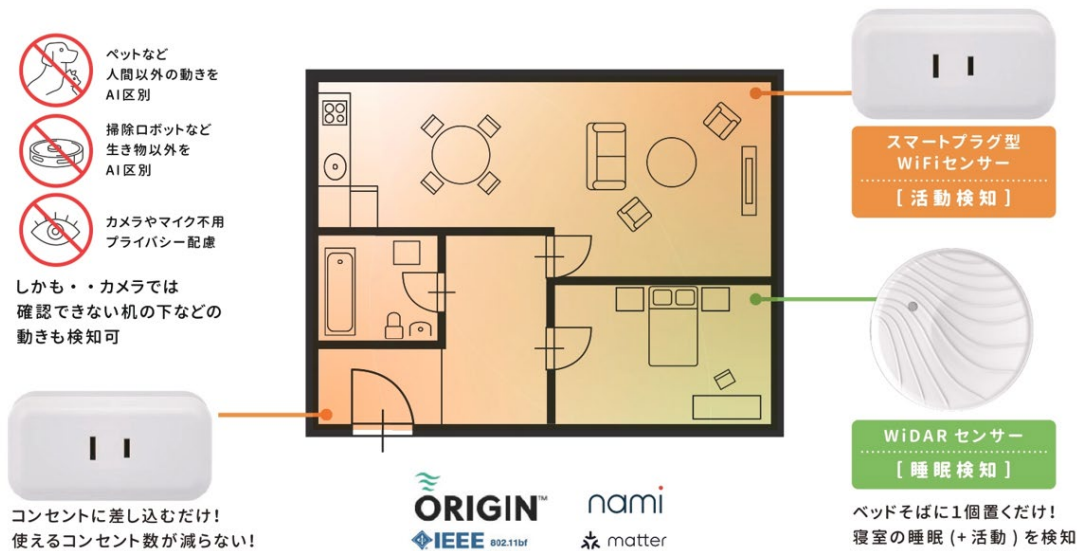 ペットなど
人間以外の動きを
AI区別
掃除ロボットなど
生き物以外を
AI区別
カメラやマイク不用
プライバシー配慮
しかも・・カメラでは
確認できない机の下などの
動きも検知可
コンセントに差し込むだけ!
使えるコンセント数が減らない!
スマートプラグ型
WiFiセンサー
[ 活動検知 ]
WiDAR センサー
[ 睡眠検知 ]
ベッドそばに1個置くだけ!
寝室の睡眠 (+ 活動 ) を検知
ORIGIN™
nami
IEEE 802.11bf
matter